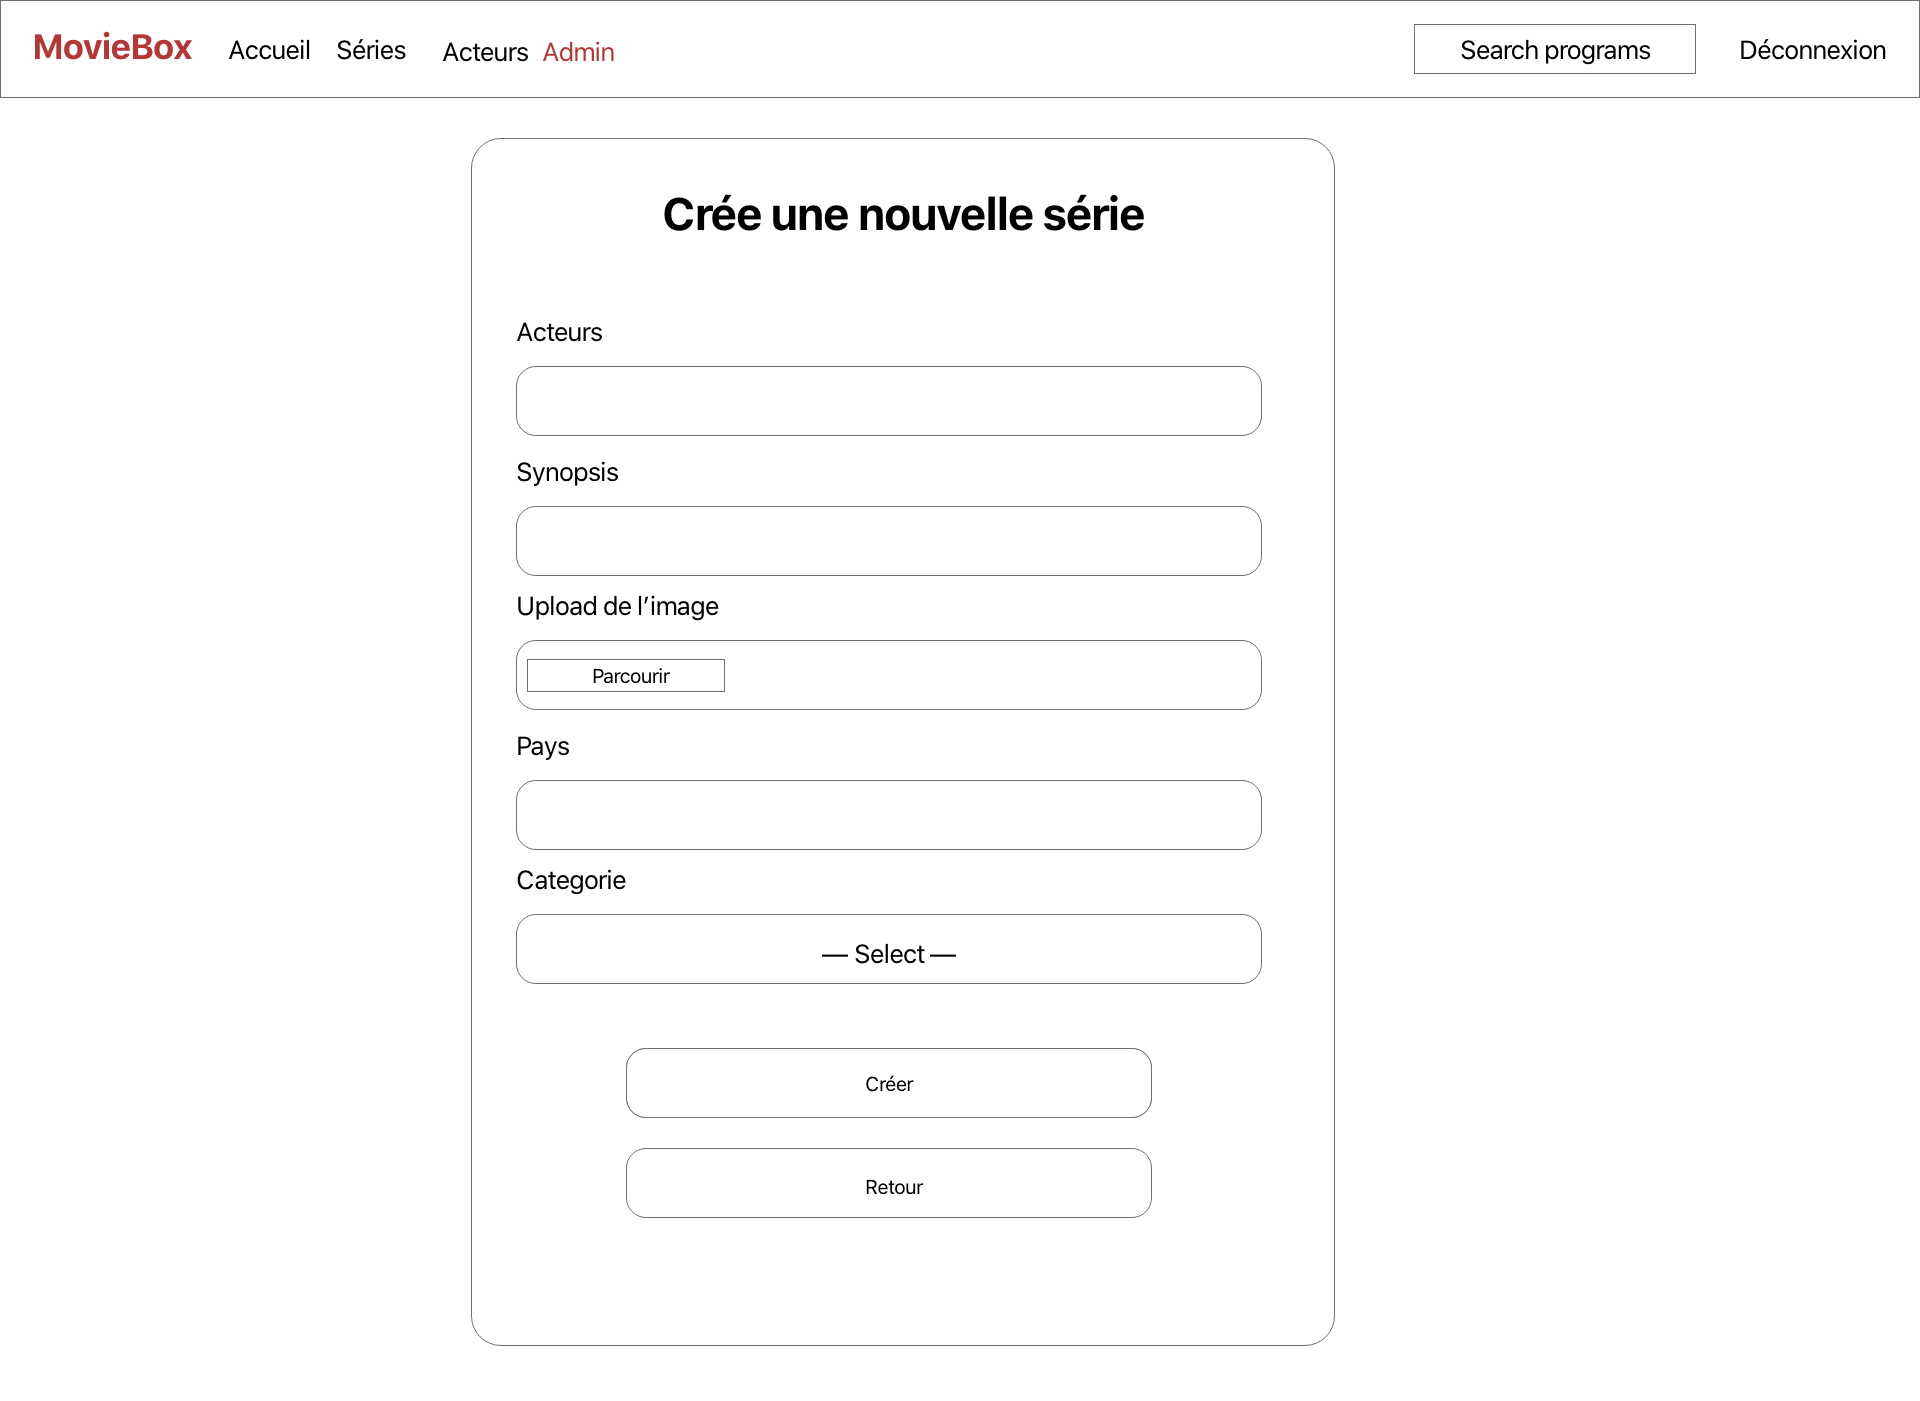 MovieBox Accueil Séries Acteurs Admin Search programs Déconnexion
Crée une nouvelle série
Acteurs
Synopsis
Upload de l’image
Parcourir
Pays
Categorie
— Select —
Créer
Retour